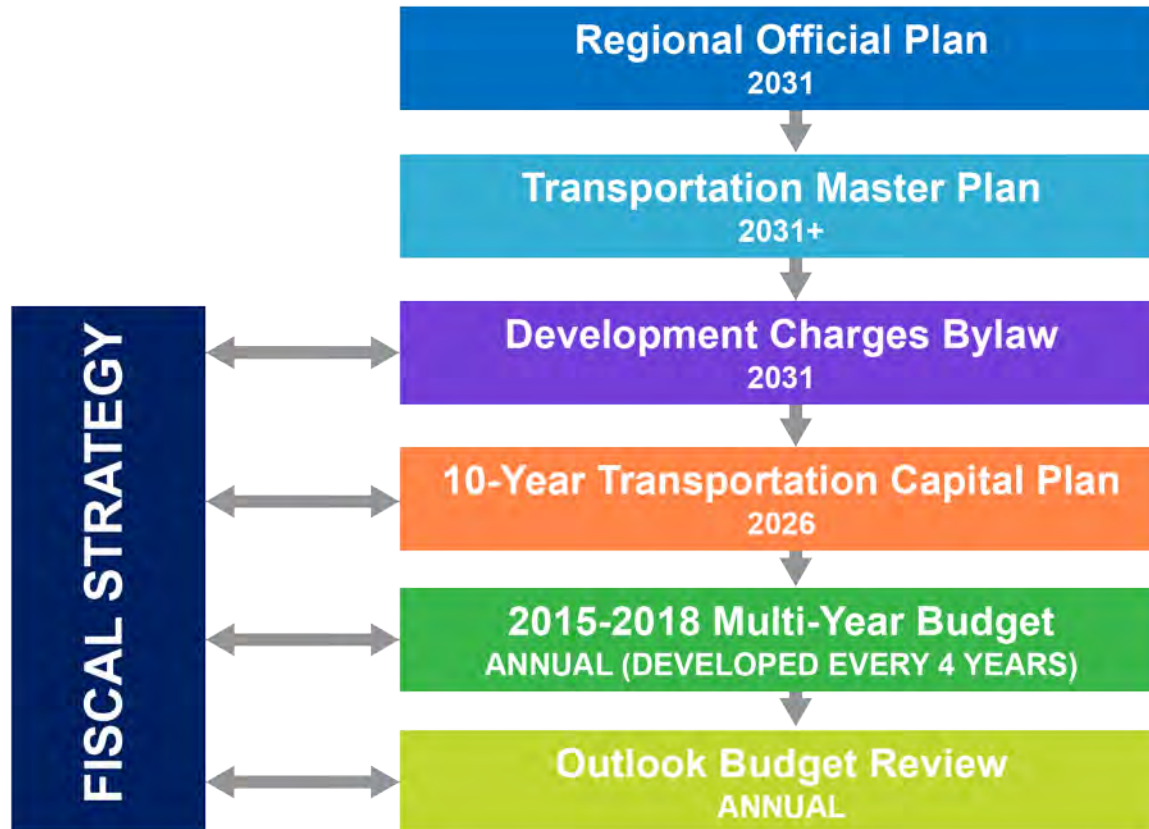 Regional Official Plan
2031
Transportation Master Plan
2031+
Development Charges Bylaw
2031
10-Year Transportation Capital Plan
2026
2015-2018 Multi-Year Budget
ANNUAL (DEVELOPED EVERY 4 YEARS)
Outlook Budget Review
ANNUAL
FISCAL STRATEGY